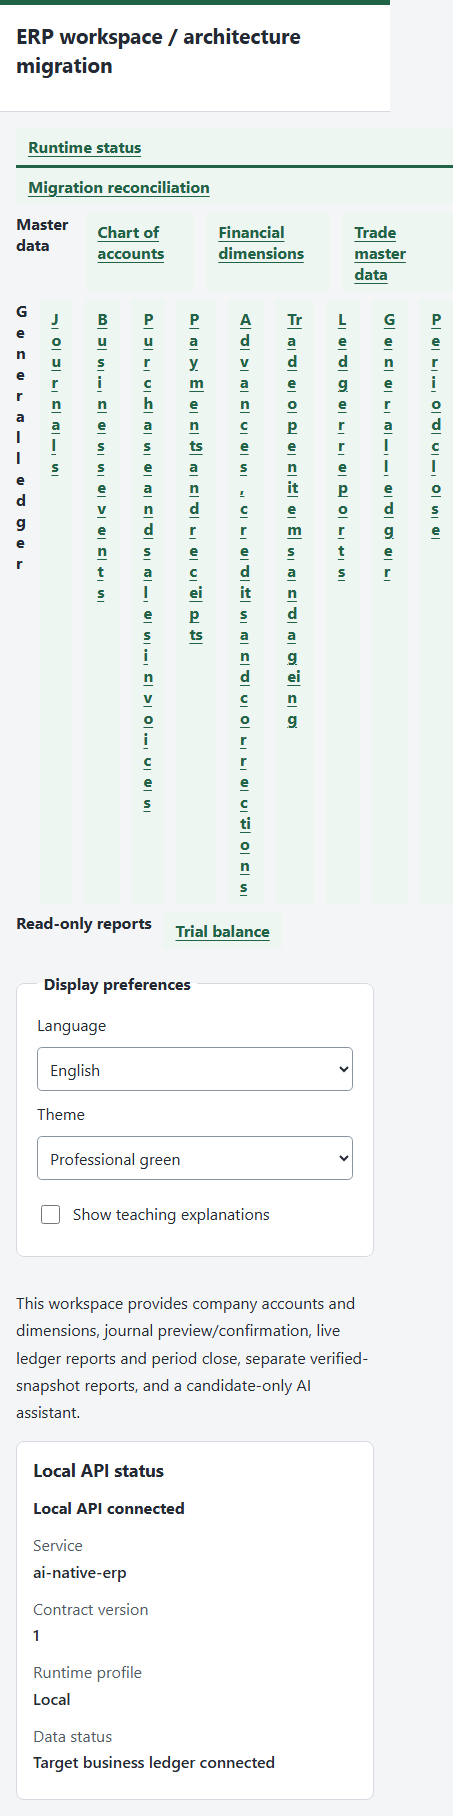 ERP workspace / architecture
migration
Runtime status
Migration reconciliation
Master
data
Chart of
accounts
Financial
dimensions
Trade
master
data
General ledger
Journals
Business events
Purchase and sales invoices
Payments and receipts
Advances, credits and corrections
Trade open items and ageing
Ledger reports
General ledger
Period close
Read-only reports
Trial balance
Display preferences
Language
English
Theme
Professional green
Show teaching explanations
This workspace provides company accounts and
dimensions, journal preview/confirmation, live
ledger reports and period close, separate verified-
snapshot reports, and a candidate-only AI
assistant.
Local API status
Local API connected
Service
ai-native-erp
Contract version
1
Runtime profile
Local
Data status
Target business ledger connected